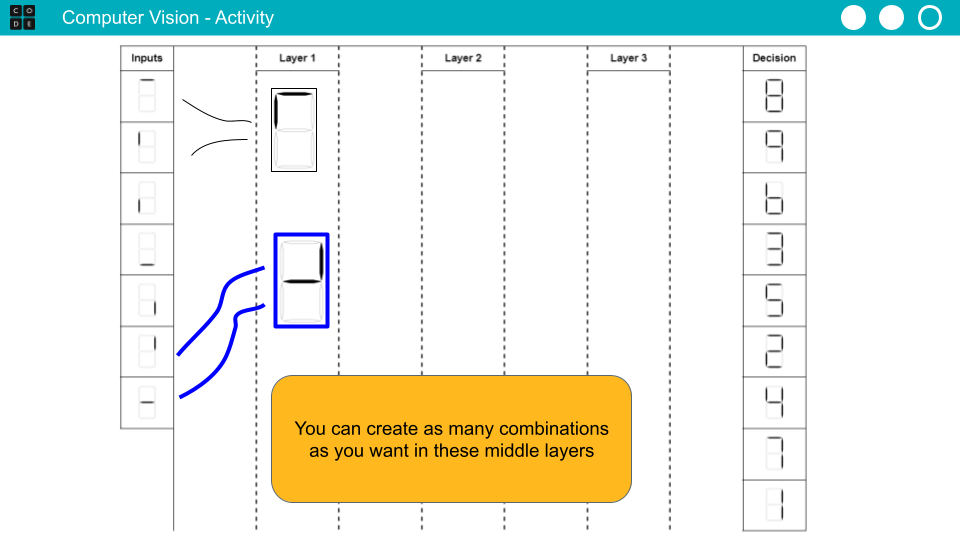 C O
D E
Computer Vision - Activity
Inputs
Layer 1
Layer 2
Layer 3
Decision
8
9
b
3
5
2
4
7
1
You can create as many combinations
as you want in these middle layers